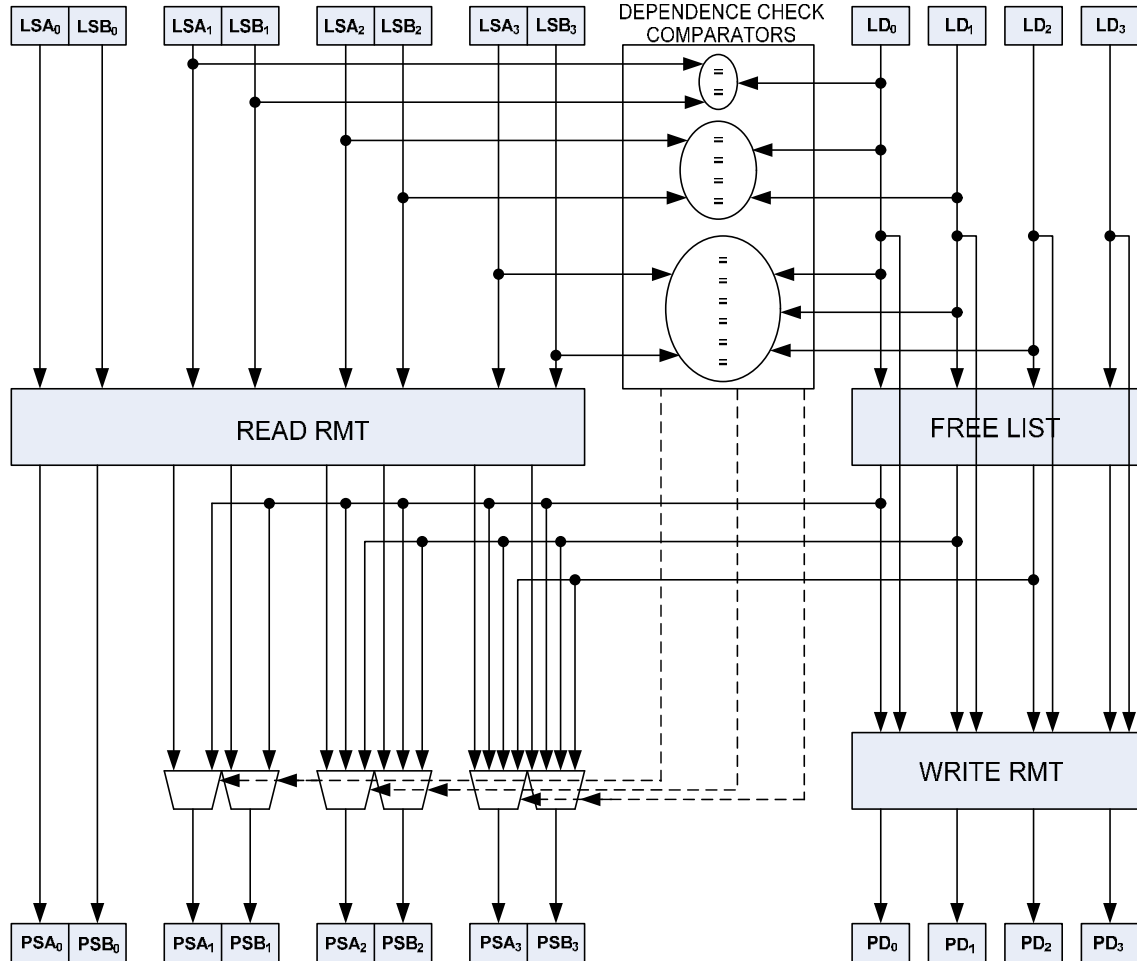 DEPENDENCE CHECK
COMPARATORS
LSA₀ LSB₀ LSA₁ LSB₁ LSA₂ LSB₂ LSA₃ LSB₃ LD₀ LD₁ LD₂ LD₃
=
=
=
=
=
=
=
=
=
=
=
=
READ RMT FREE LIST
WRITE RMT
PSA₀ PSB₀ PSA₁ PSB₁ PSA₂ PSB₂ PSA₃ PSB₃ PD₀ PD₁ PD₂ PD₃